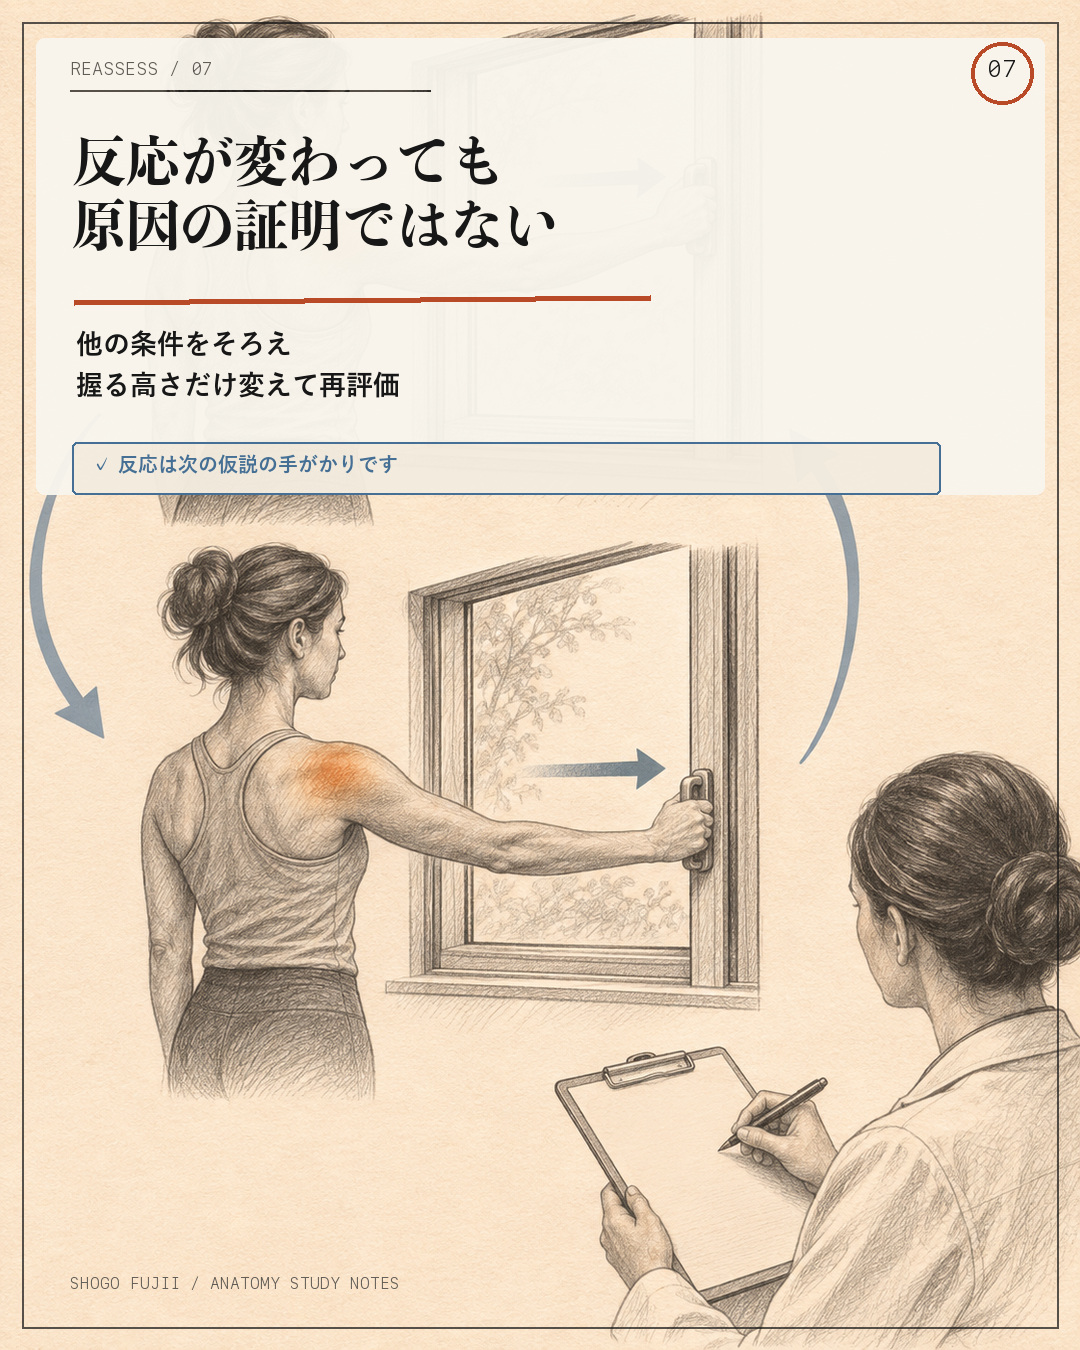 REASSESS / 07
07
反応が変わっても
原因の証明ではない
他の条件をそろえ
握る高さだけ変えて再評価
✓ 反応は次の仮説の手がかりです
SHOGO FUJII / ANATOMY STUDY NOTES